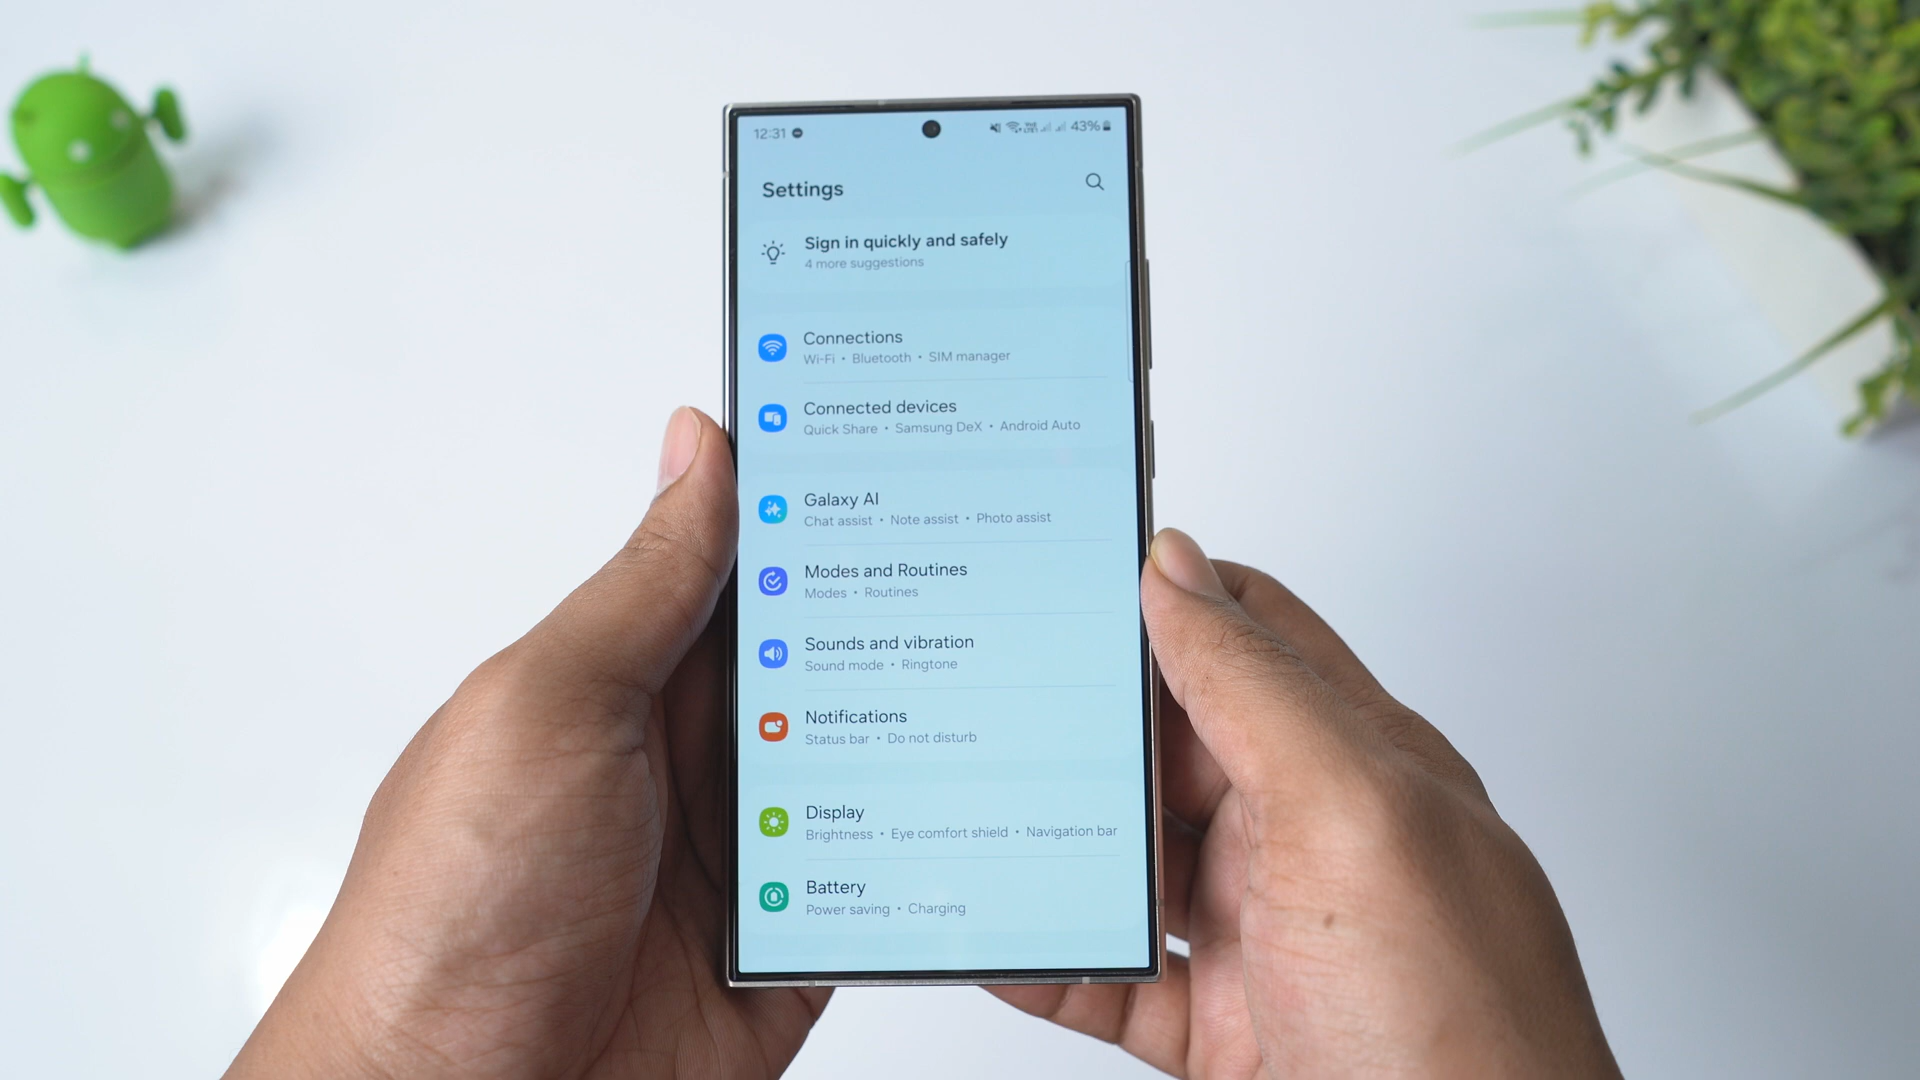 12:31 43%
Settings
Sign in quickly and safely
4 more suggestions
Connections
Wi-Fi • Bluetooth • SIM manager
Connected devices
Quick Share • Samsung DeX • Android Auto
Galaxy AI
Chat assist • Note assist • Photo assist
Modes and Routines
Modes • Routines
Sounds and vibration
Sound mode • Ringtone
Notifications
Status bar • Do not disturb
Display
Brightness • Eye comfort shield • Navigation bar
Battery
Power saving • Charging